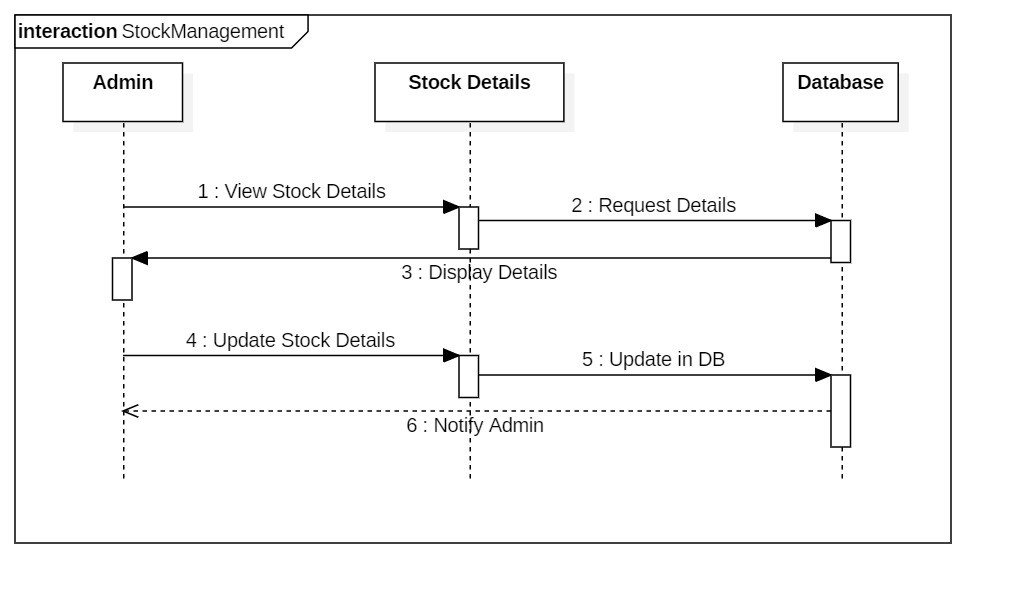 interaction StockManagement
Admin
Stock Details
Database
1 : View Stock Details
2 : Request Details
3 : Display Details
4 : Update Stock Details
5 : Update in DB
6 : Notify Admin